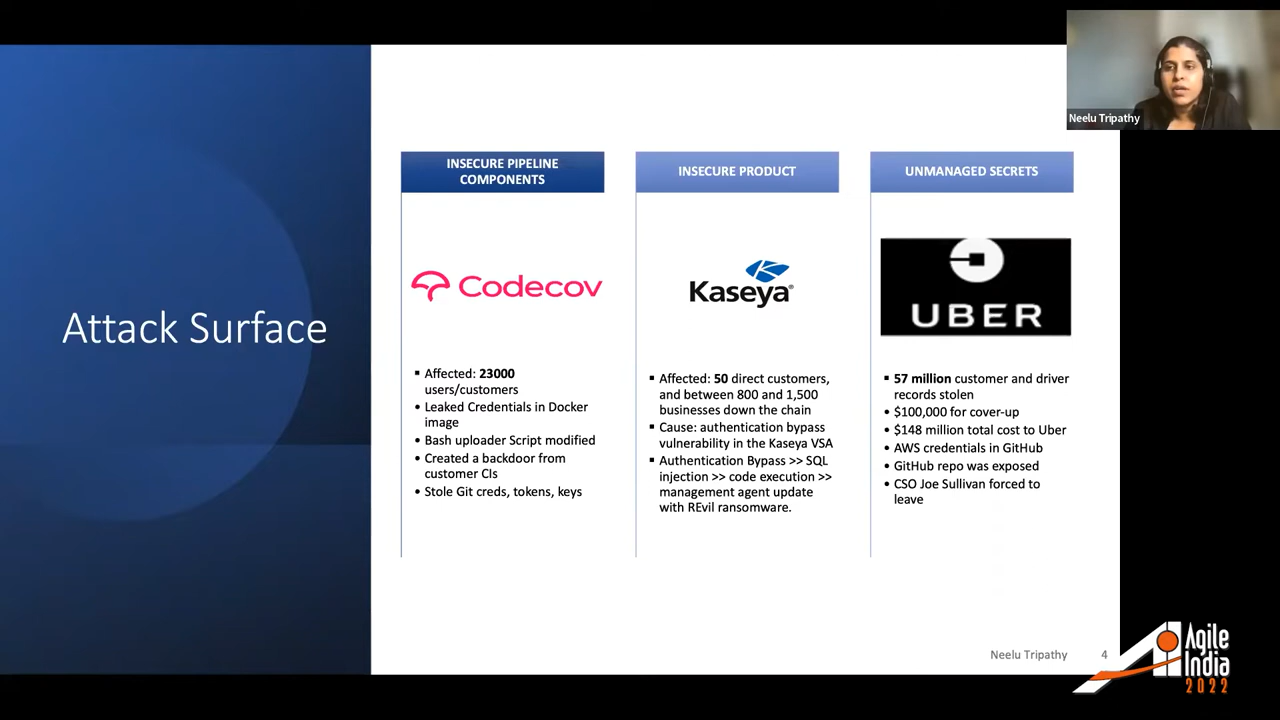 Neelu Tripathy
Attack Surface
INSECURE PIPELINE
COMPONENTS
Codecov
▪ Affected: 23000
users/customers
• Leaked Credentials in Docker
image
• Bash uploader Script modified
• Created a backdoor from
customer CIs
• Stole Git creds, tokens, keys
INSECURE PRODUCT
Kaseya®
▪ Affected: 50 direct customers,
and between 800 and 1,500
businesses down the chain
▪ Cause: authentication bypass
vulnerability in the Kaseya VSA
▪ Authentication Bypass >> SQL
injection >> code execution >>
management agent update
with REvil ransomware.
UNMANAGED SECRETS
UBER
▪ 57 million customer and driver
records stolen
• $100,000 for cover-up
• $148 million total cost to Uber
• AWS credentials in GitHub
• GitHub repo was exposed
• CSO Joe Sullivan forced to
leave
Neelu Tripathy 4
Agile
India
2022